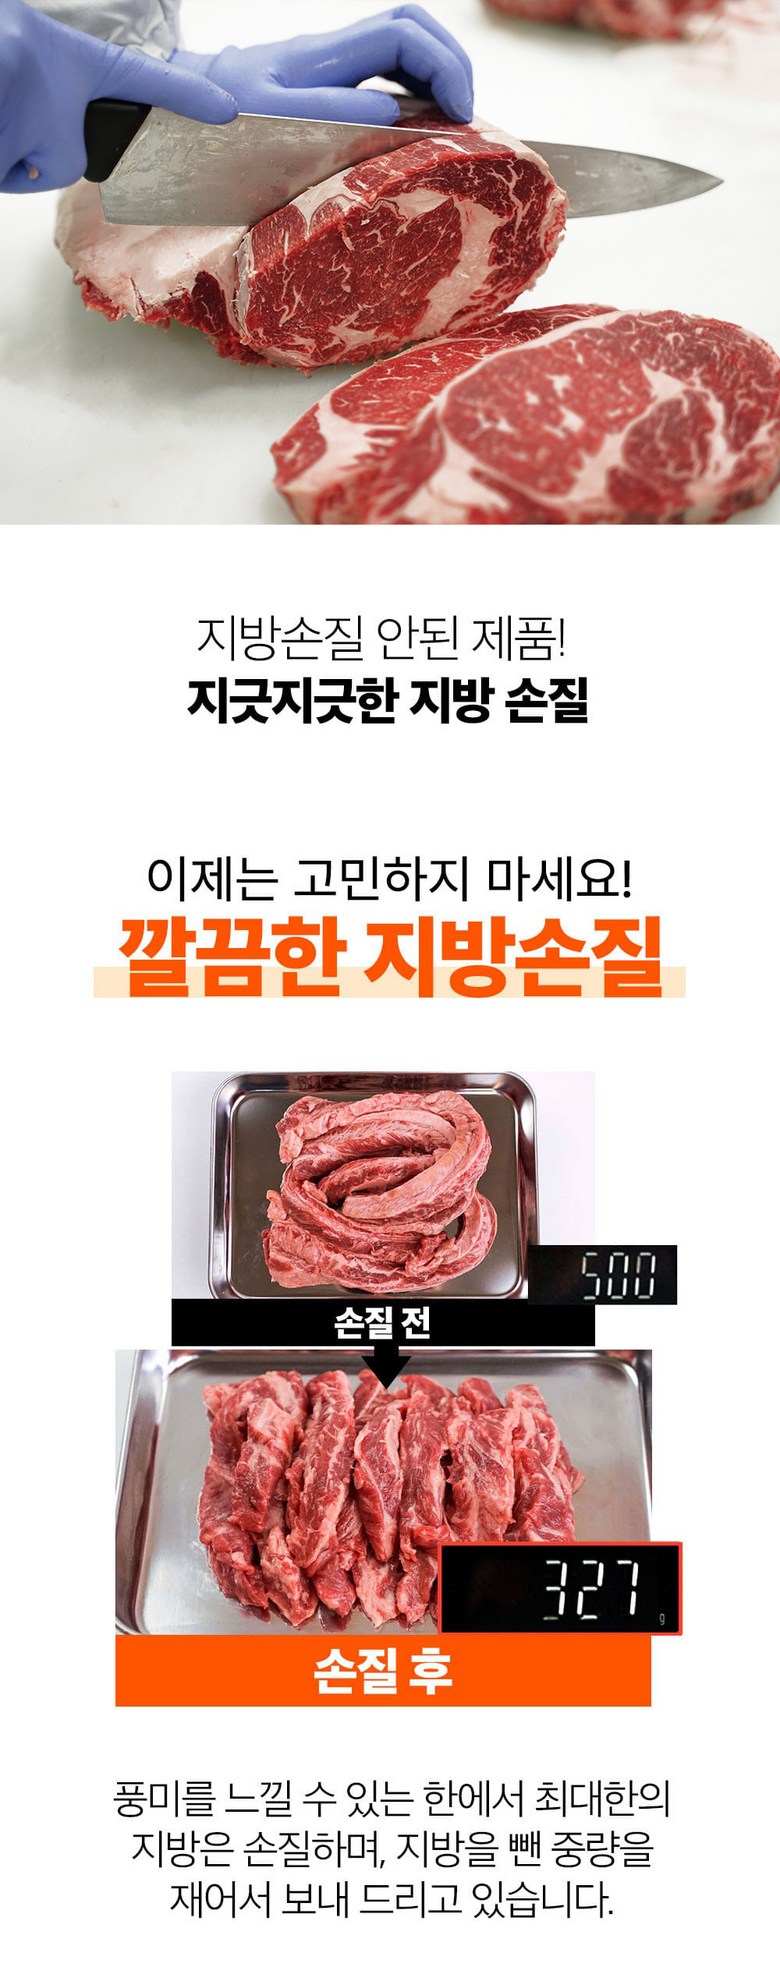 지방손질 안된 제품!
지긋지긋한 지방 손질
이제는 고민하지 마세요!
깔끔한 지방손질
500
손질 전
327
g
손질 후
풍미를 느낄 수 있는 한에서 최대한의
지방은 손질하며, 지방을 뺀 중량을
재어서 보내 드리고 있습니다.